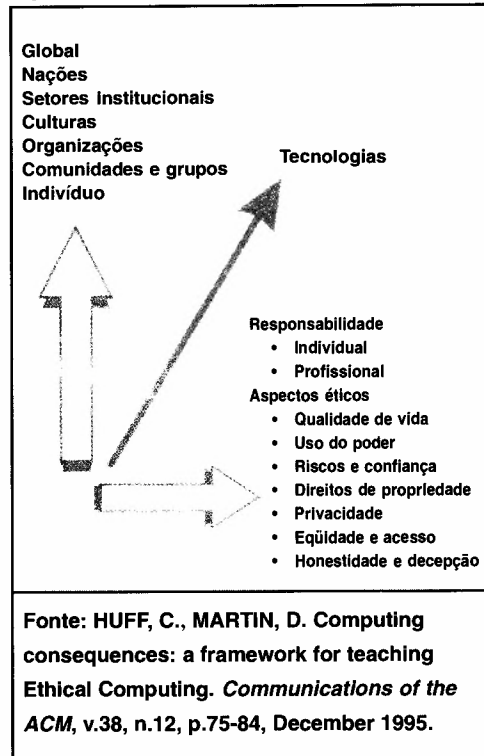 Global
Nações
Setores Institucionais
Culturas
Organizações
Comunidades e grupos
Indivíduo
Tecnologias
Responsabilidade
• Individual
• Profissional
Aspectos éticos
• Qualidade de vida
• Uso do poder
• Riscos e confiança
• Direitos de propriedade
• Privacidade
• Eqüidade e acesso
• Honestidade e decepção
Fonte: HUFF, C., MARTIN, D. Computing
consequences: a framework for teaching
Ethical Computing. Communications of the
ACM, v.38, n.12, p.75-84, December 1995.